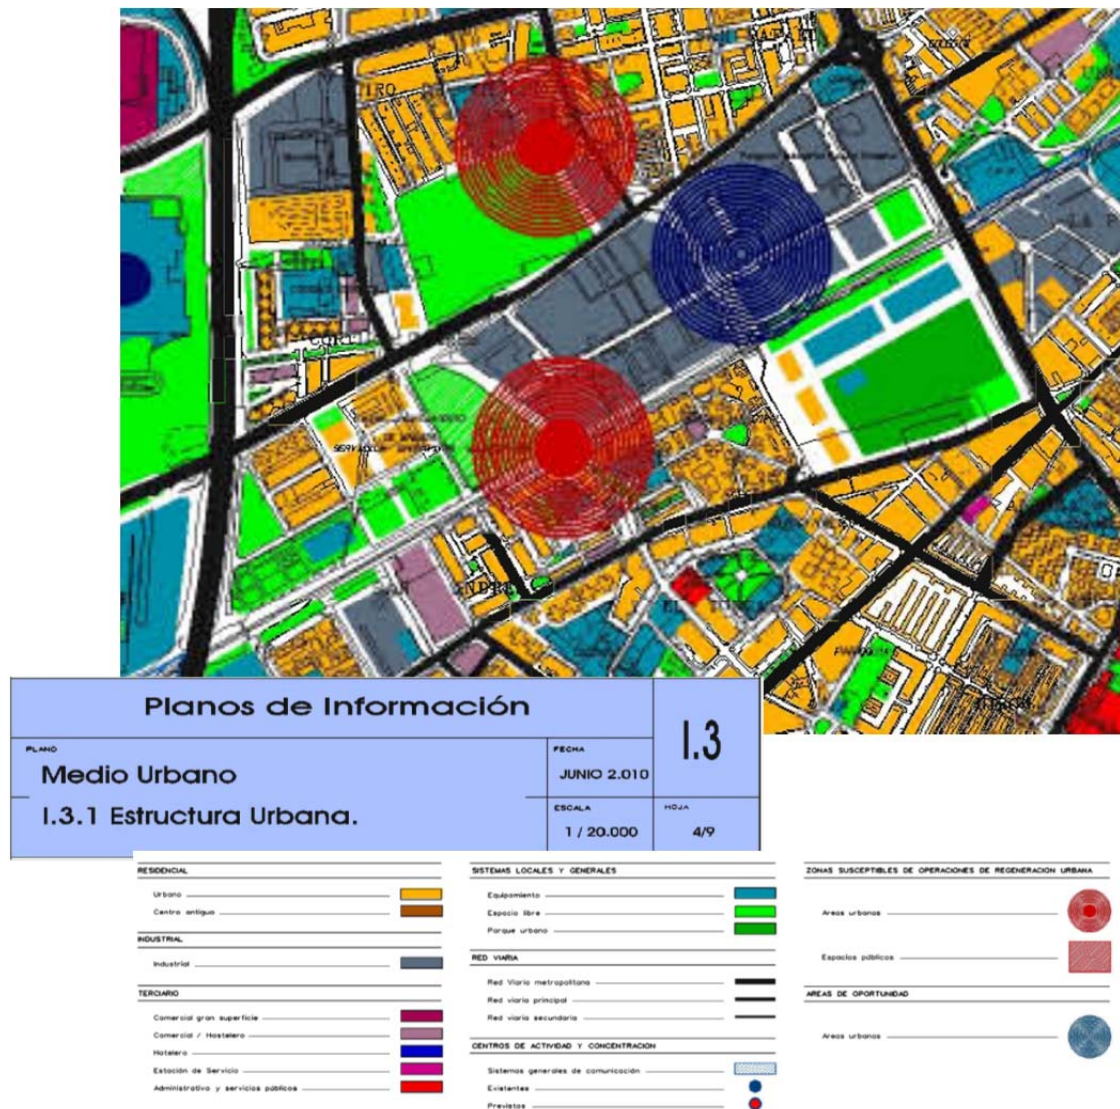 Planos de Información
I.3
PLANO
Medio Urbano
I.3.1 Estructura Urbana.
FECHA
JUNIO 2.010
ESCALA
1 / 20.000
HOJA
4/9
RESIDENCIAL
Urbano
Centro antiguo
INDUSTRIAL
Industrial
TERCIARIO
Comercial gran superficie
Comercial / Hostelero
Hotelero
Estación de Servicio
Administrativo y servicios públicos
SISTEMAS LOCALES Y GENERALES
Equipamiento
Espacio libre
Parque urbano
RED VIARIA
Red Viaria metropolitana
Red viaria principal
Red viaria secundaria
CENTROS DE ACTIVIDAD Y CONCENTRACION
Sistemas generales de comunicación
Existentes
Previstos
ZONAS SUSCEPTIBLES DE OPERACIONES DE REGENERACION URBANA
Areas urbanas
Espacios públicos
AREAS DE OPORTUNIDAD
Areas urbanas